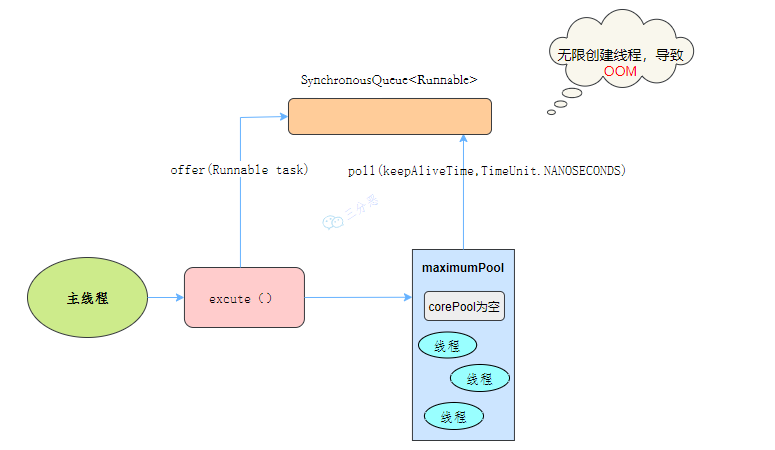 无限创建线程，导致
OOM
SynchronousQueue<Runnable>
offer(Runnable task)
poll(keepAliveTime,TimeUnit.NANOSECONDS)
三分恶
maximumPool
corePool为空
主线程
excute（）
线程
线程
线程